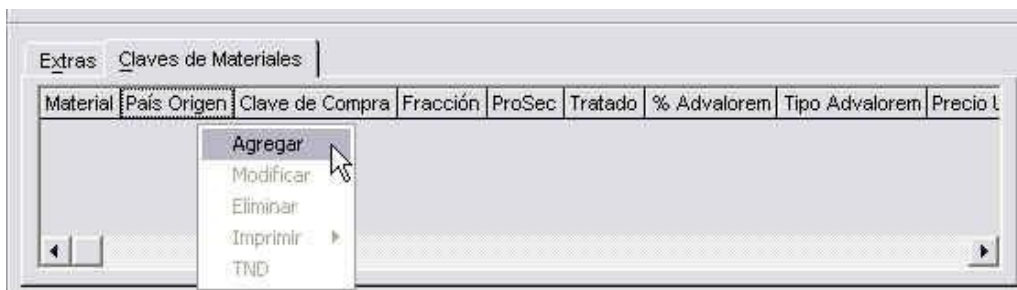 Extras Claves de Materiales
Material País Origen Clave de Compra Fracción ProSec Tratado % Advalorem Tipo Advalorem Precio
Agregar
Modificar
Eliminar
Imprimir
TND